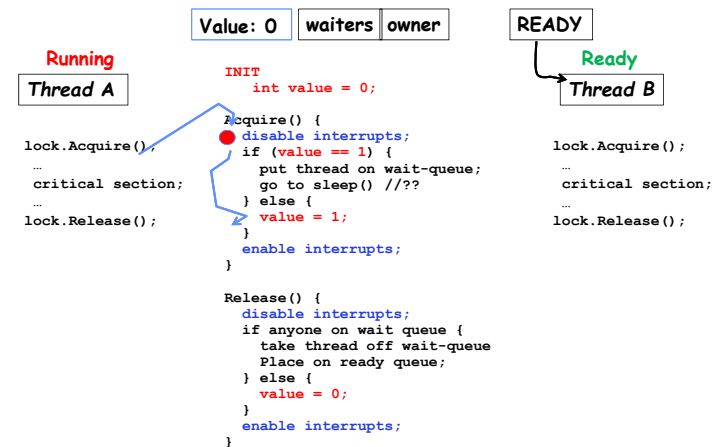 Value: 0
waiters
owner
READY
Running
Thread A
Ready
Thread B
lock.Acquire();
…
critical section;
…
lock.Release();
INIT
int value = 0;
Acquire() {
disable interrupts;
if (value == 1) {
put thread on wait-queue;
go to sleep() //??
} else {
value = 1;
}
enable interrupts;
}
Release() {
disable interrupts;
if anyone on wait queue {
take thread off wait-queue
Place on ready queue;
} else {
value = 0;
}
enable interrupts;
}
lock.Acquire();
…
critical section;
…
lock.Release();